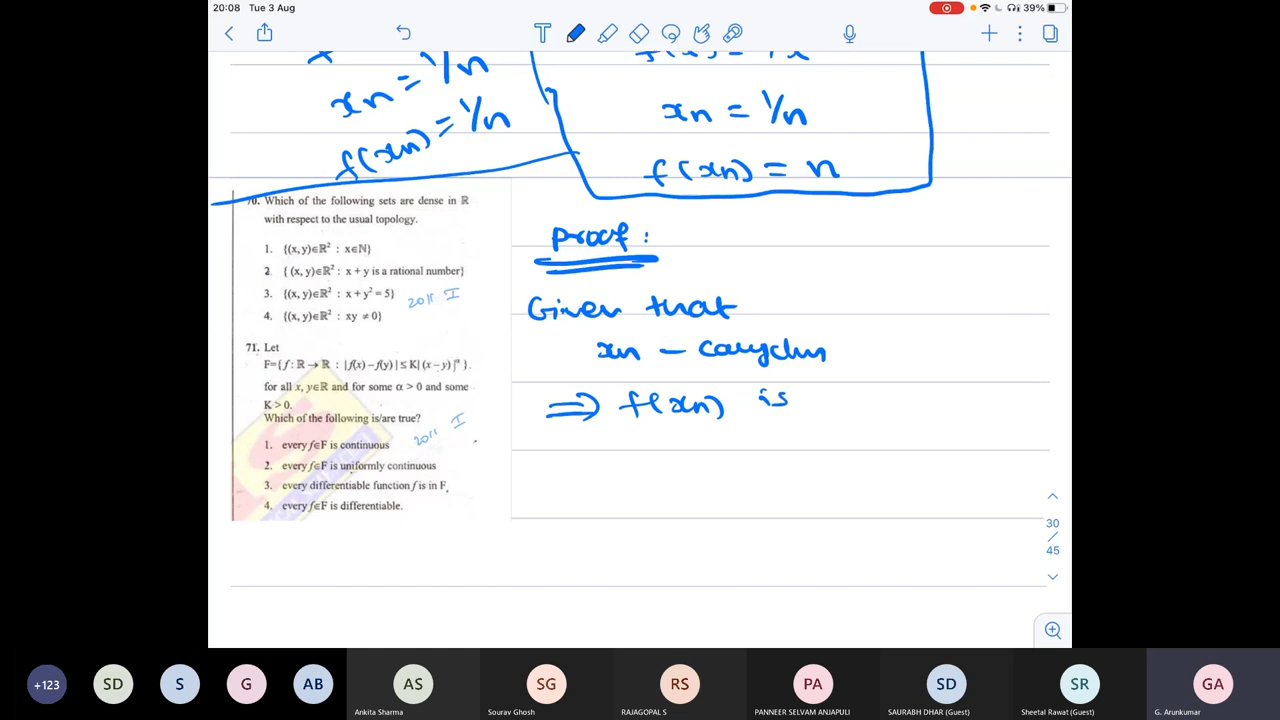 20:08 Tue 3 Aug
39%
T
xn = 1/n
f(xn) = 1/n
xn = 1/n
f(xn) = n
70. Which of the following sets are dense in ℝ
with respect to the usual topology.
1. {(x, y)∈ℝ² : x∈ℕ}
2. { (x, y)∈ℝ² : x + y is a rational number}
3. {(x, y)∈ℝ² : x + y² = 5}
2011 I
4. {(x, y)∈ℝ² : xy ≠ 0}
71. Let
F={f : ℝ → ℝ : |f(x) – f(y)| ≤ K|(x – y)|^α}.
for all x, y∈ℝ and for some α > 0 and some
K > 0.
Which of the following is/are true?
2011 I
1. every f∈F is continuous
2. every f∈F is uniformly continuous
3. every differentiable function f is in F.
4. every f∈F is differentiable.
Proof :
Given that
xn –
⇒ f(xn) is
30
/
45
+123
SD
S
G
AB
AS
SG
RS
PA
SD
SR
GA
Ankita Sharma
Sourav Ghosh
RAJAGOPAL S
PANNEER SELVAM ANJAPULI
SAURABH DHAR (Guest)
Sheetal Rawat (Guest)
G. Arunkumar